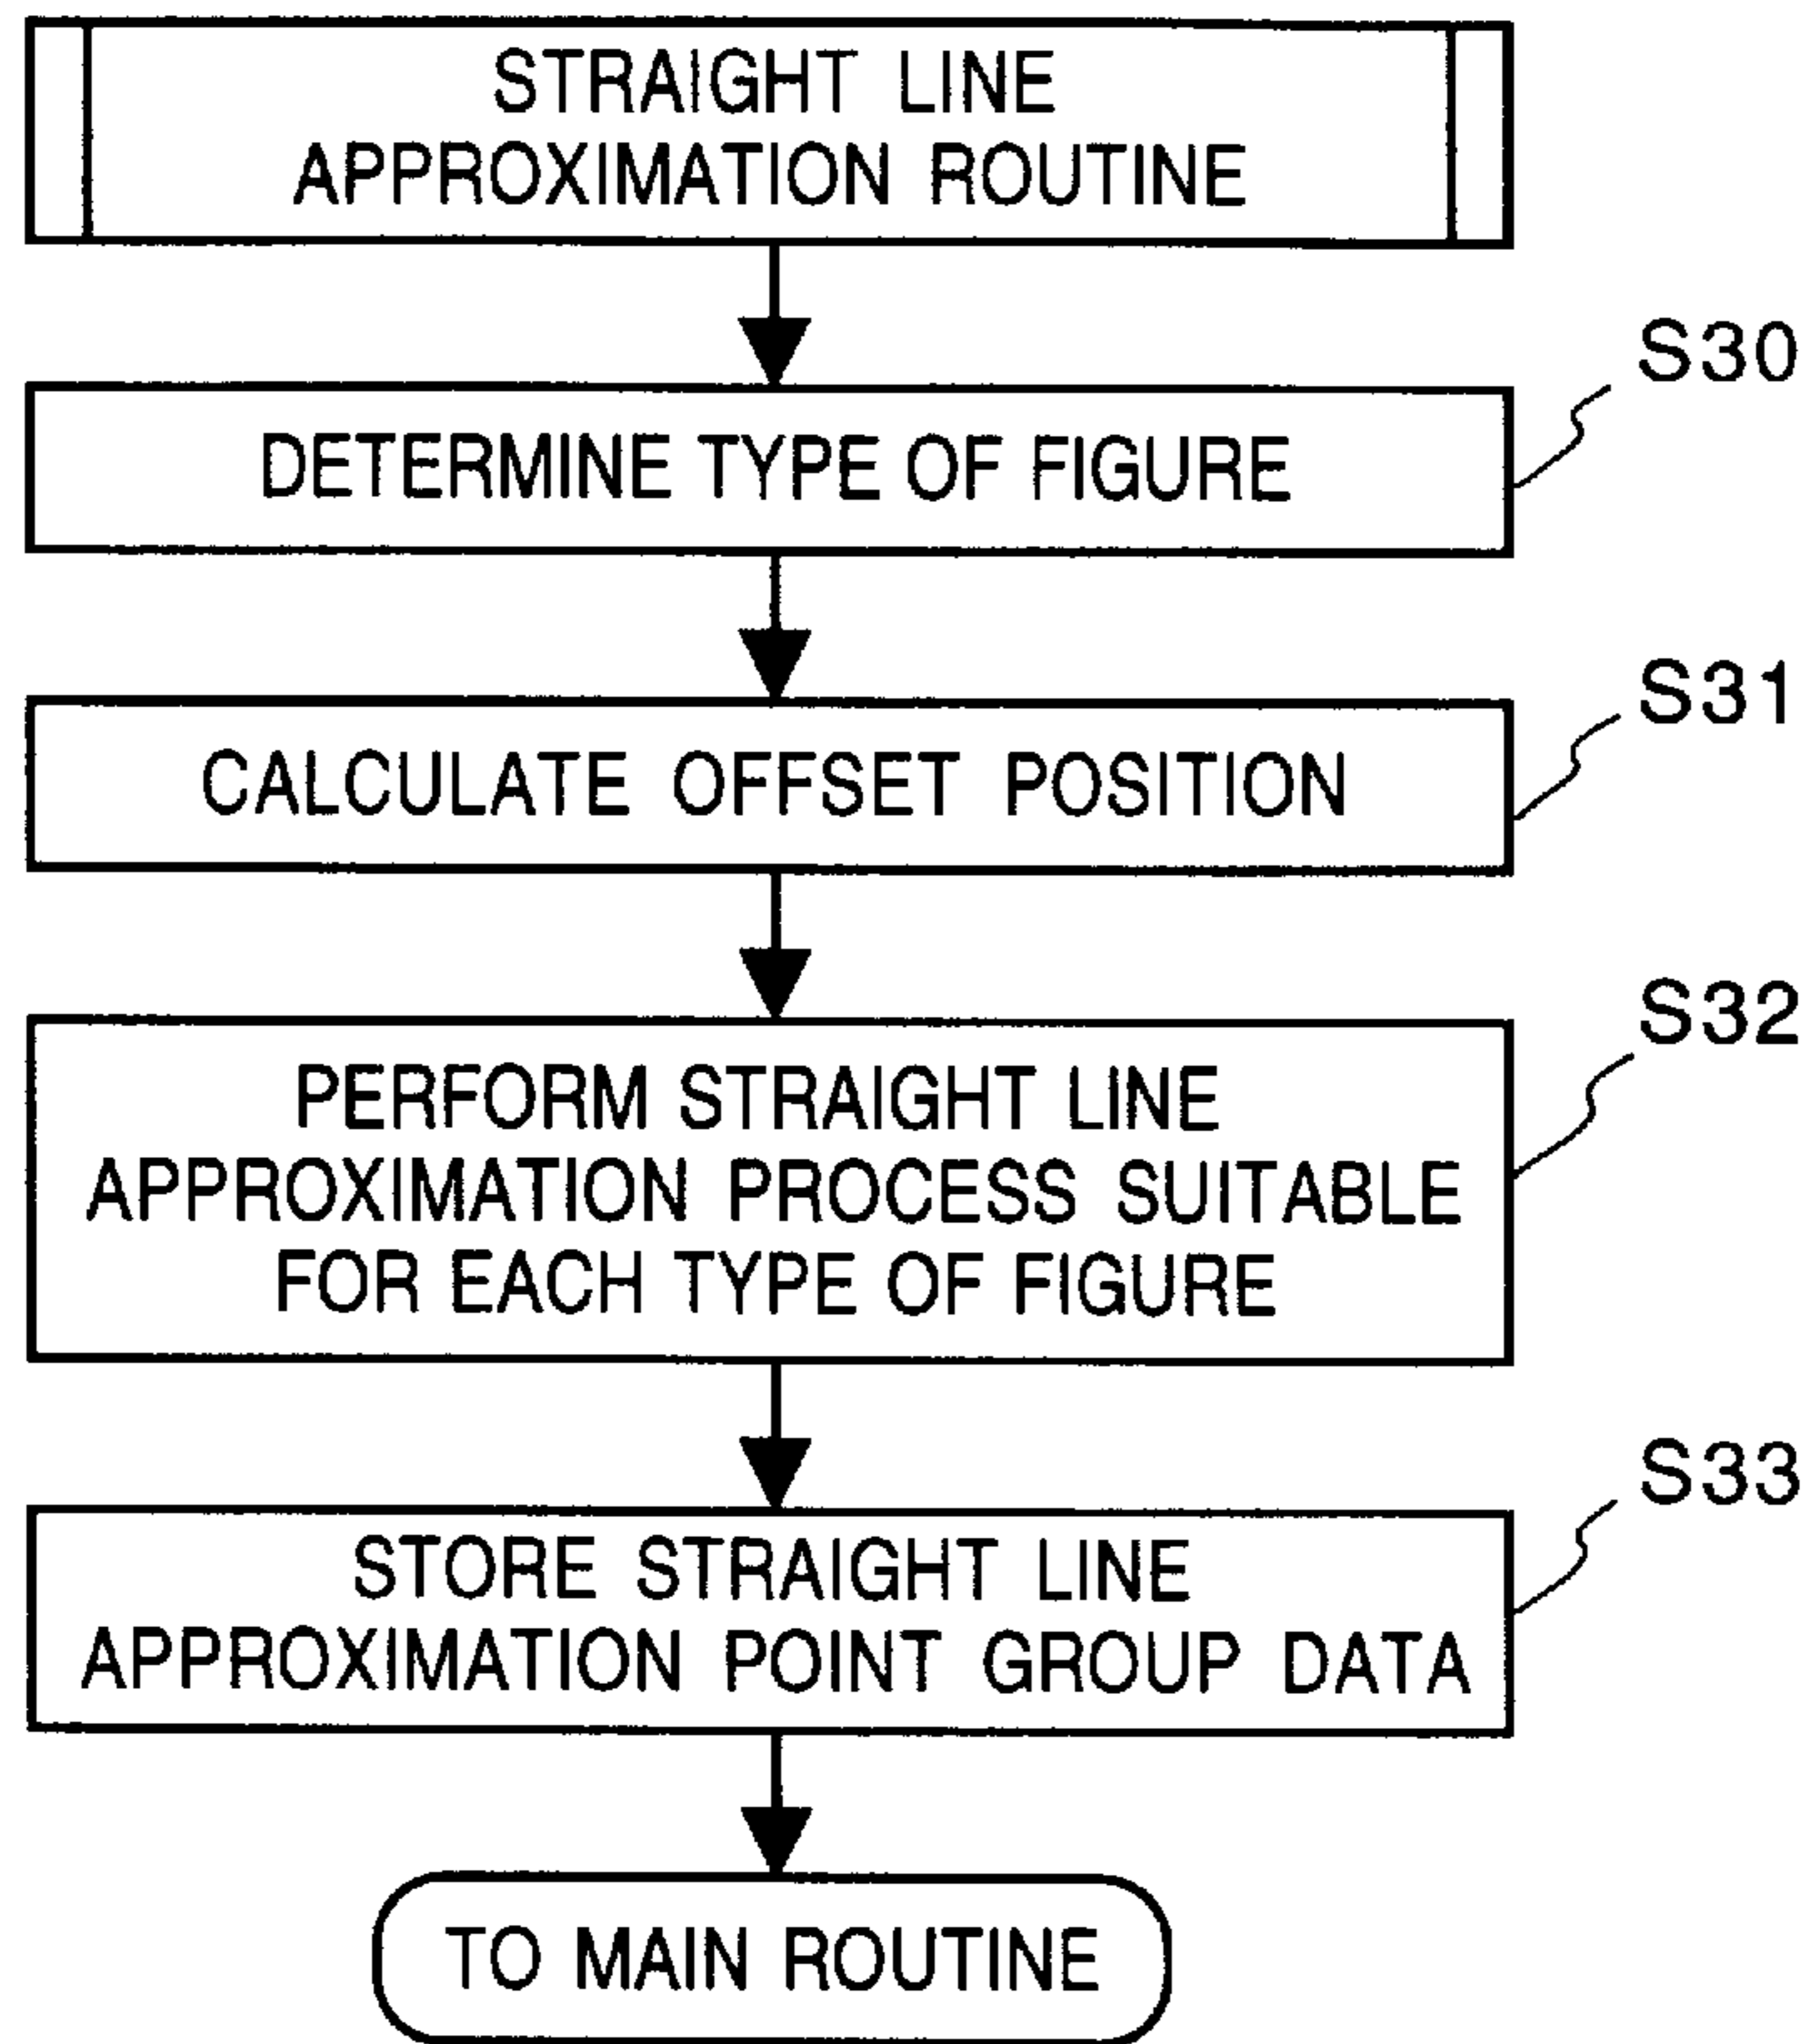 STRAIGHT LINE
APPROXIMATION ROUTINE
S30
DETERMINE TYPE OF FIGURE
S31
CALCULATE OFFSET POSITION
S32
PERFORM STRAIGHT LINE
APPROXIMATION PROCESS SUITABLE
FOR EACH TYPE OF FIGURE
S33
STORE STRAIGHT LINE
APPROXIMATION POINT GROUP DATA
TO MAIN ROUTINE